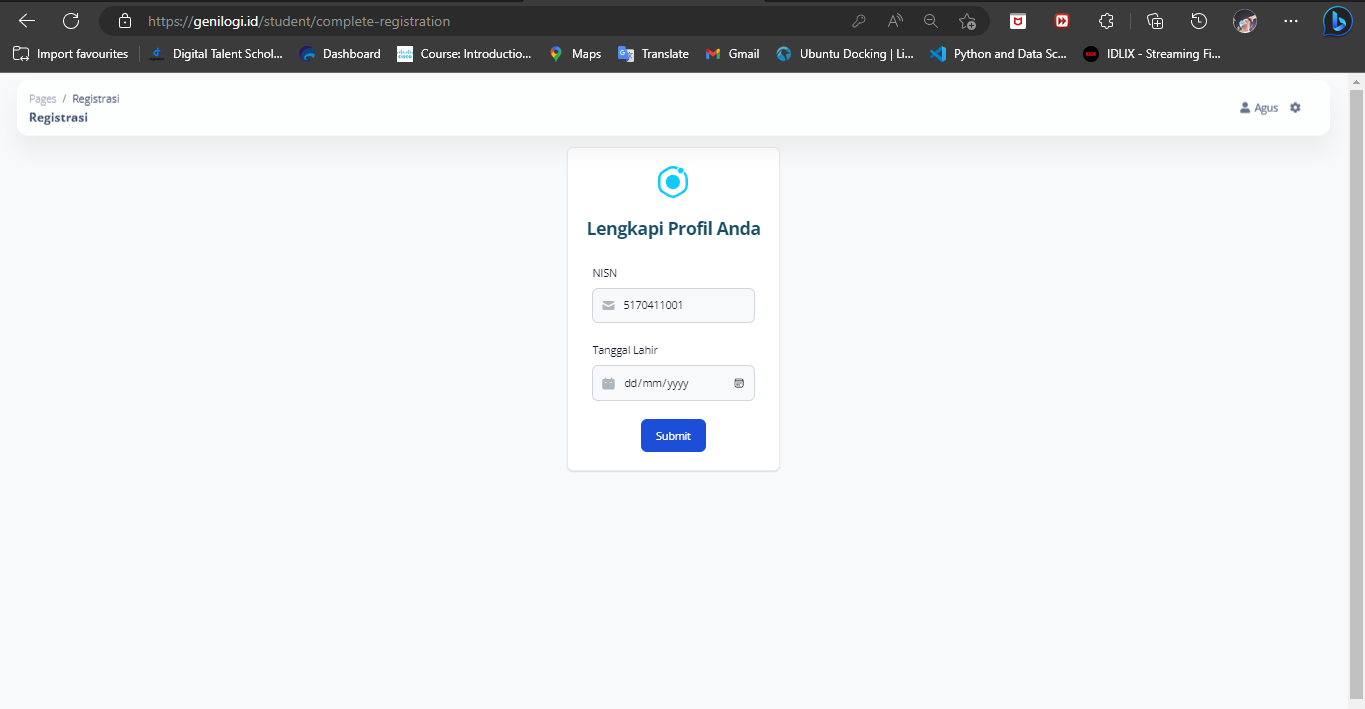 https://genilogi.id/student/complete-registration
Import favourites
Digital Talent Schol...
Dashboard
Course: Introductio...
Maps
Translate
Gmail
Ubuntu Docking | Li...
Python and Data Sc...
IDLIX - Streaming Fi...
Pages / Registrasi
Registrasi
Agus
Lengkapi Profil Anda
NISN
5170411001
Tanggal Lahir
dd/mm/yyyy
Submit